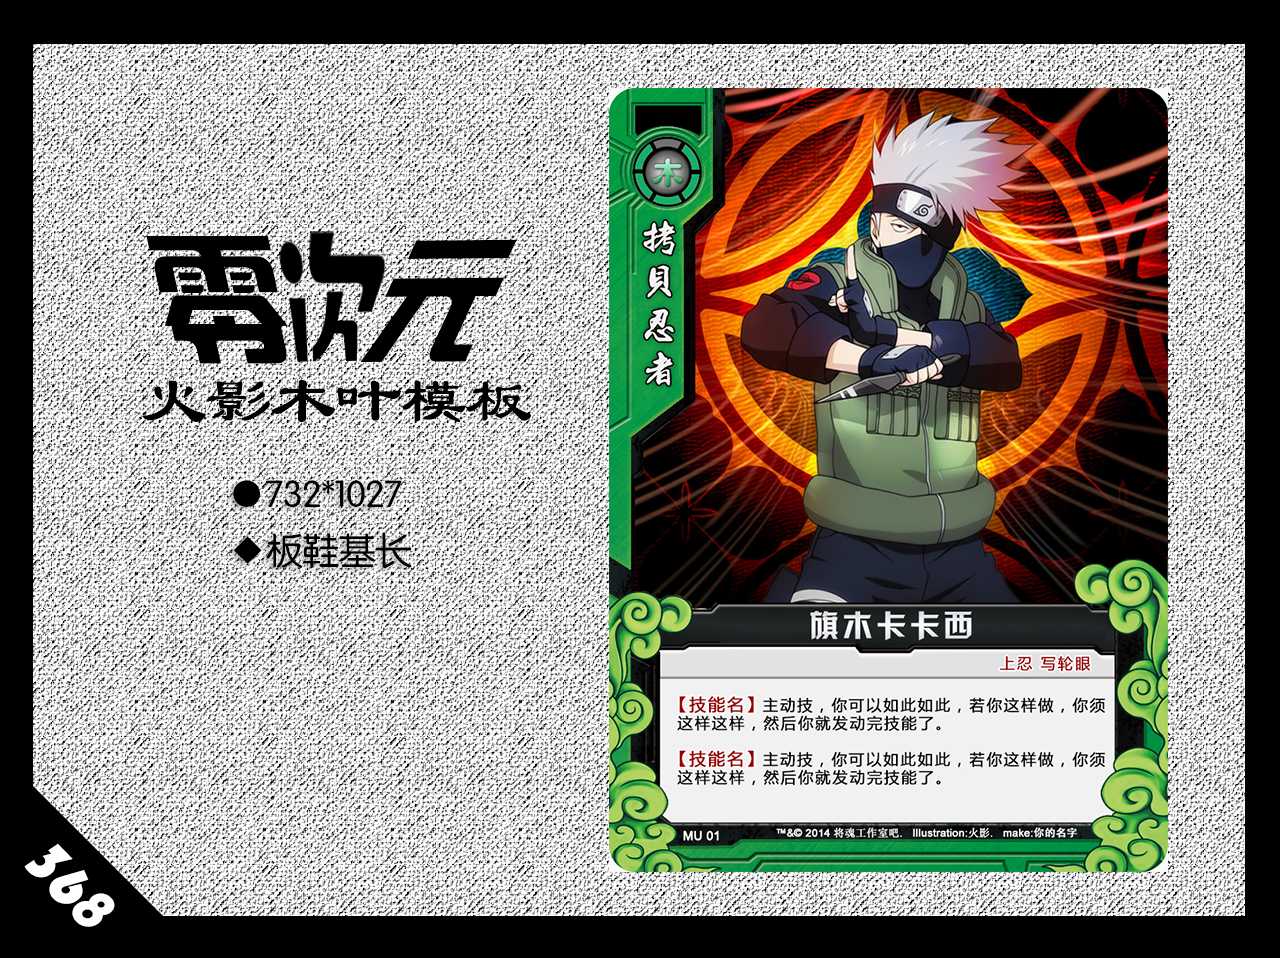 零次元
火影木叶模板
●732*1027
◆板鞋基长
368
木
拷貝忍者
旗木卡卡西
上忍 写轮眼
【技能名】主动技，你可以如此如此，若你这样做，你须
这样这样，然后你就发动完技能了。
【技能名】主动技，你可以如此如此，若你这样做，你须
这样这样，然后你就发动完技能了。
MU 01
™&© 2014 将魂工作室吧． Illustration:火影． make:你的名字